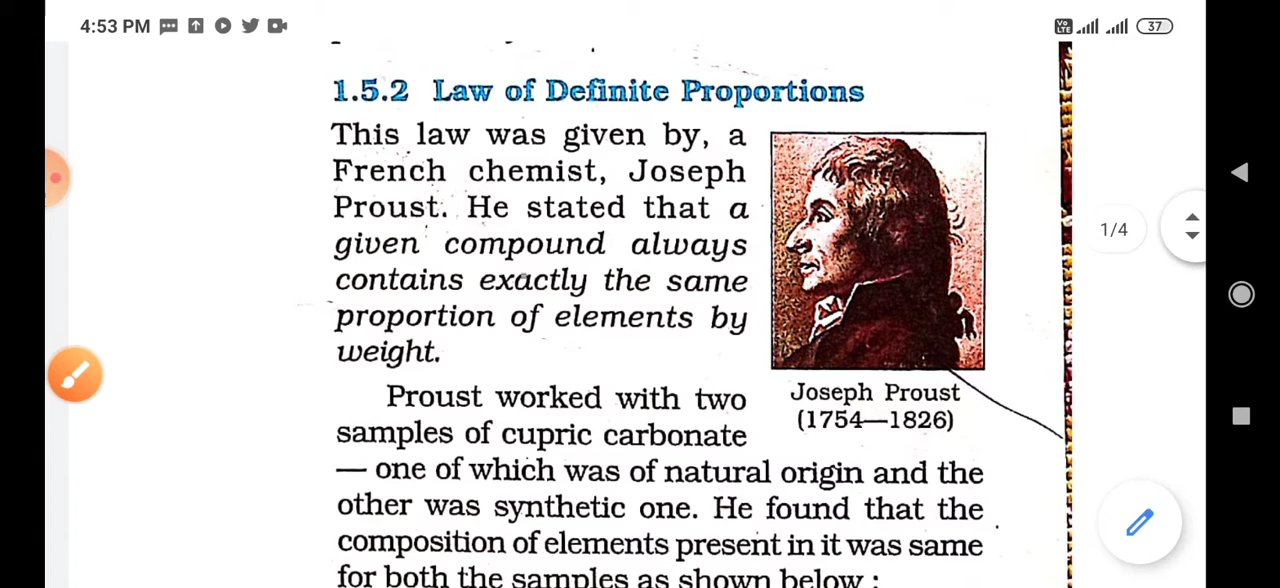 4:53 PM
Vo LTE
37
1.5.2 Law of Definite Proportions
This law was given by, a
French chemist, Joseph
Proust. He stated that a
given compound always
contains exactly the same
proportion of elements by
weight.
Joseph Proust
(1754—1826)
Proust worked with two
samples of cupric carbonate
— one of which was of natural origin and the
other was synthetic one. He found that the
composition of elements present in it was same
for both the samples as shown below :
1/4